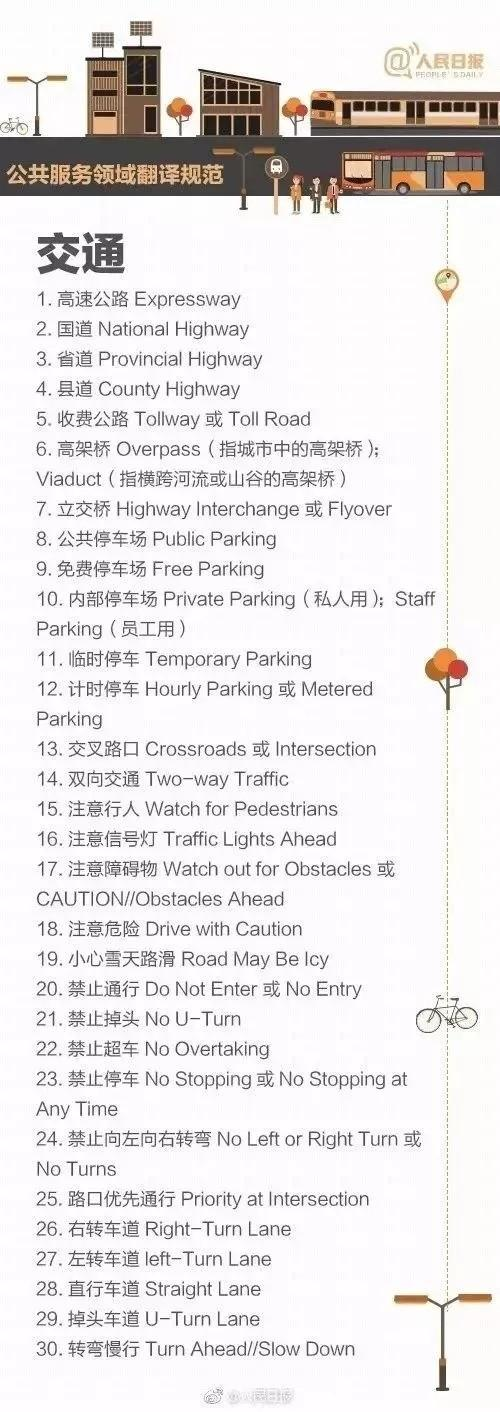 @人民日报
PEOPLE'S DAILY
公共服务领域翻译规范
交通
1. 高速公路 Expressway
2. 国道 National Highway
3. 省道 Provincial Highway
4. 县道 County Highway
5. 收费公路 Tollway 或 Toll Road
6. 高架桥 Overpass（指城市中的高架桥）；
Viaduct（指横跨河流或山谷的高架桥）
7. 立交桥 Highway Interchange 或 Flyover
8. 公共停车场 Public Parking
9. 免费停车场 Free Parking
10. 内部停车场 Private Parking（私人用）；Staff
Parking（员工用）
11. 临时停车 Temporary Parking
12. 计时停车 Hourly Parking 或 Metered
Parking
13. 交叉路口 Crossroads 或 Intersection
14. 双向交通 Two-way Traffic
15. 注意行人 Watch for Pedestrians
16. 注意信号灯 Traffic Lights Ahead
17. 注意障碍物 Watch out for Obstacles 或
CAUTION//Obstacles Ahead
18. 注意危险 Drive with Caution
19. 小心雪天路滑 Road May Be Icy
20. 禁止通行 Do Not Enter 或 No Entry
21. 禁止掉头 No U-Turn
22. 禁止超车 No Overtaking
23. 禁止停车 No Stopping 或 No Stopping at
Any Time
24. 禁止向左向右转弯 No Left or Right Turn 或
No Turns
25. 路口优先通行 Priority at Intersection
26. 右转车道 Right-Turn Lane
27. 左转车道 left-Turn Lane
28. 直行车道 Straight Lane
29. 掉头车道 U-Turn Lane
30. 转弯慢行 Turn Ahead//Slow Down
@人民日报